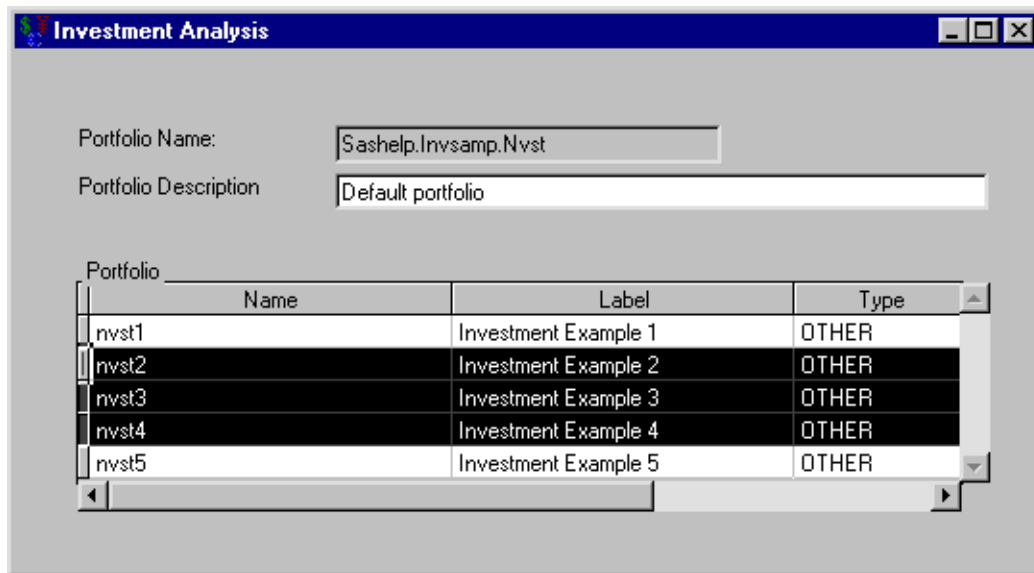 Investment Analysis
Portfolio Name: Sashelp.Invsamp.Nvst
Portfolio Description Default portfolio
Portfolio
Name Label Type
nvst1 Investment Example 1 OTHER
nvst2 Investment Example 2 OTHER
nvst3 Investment Example 3 OTHER
nvst4 Investment Example 4 OTHER
nvst5 Investment Example 5 OTHER